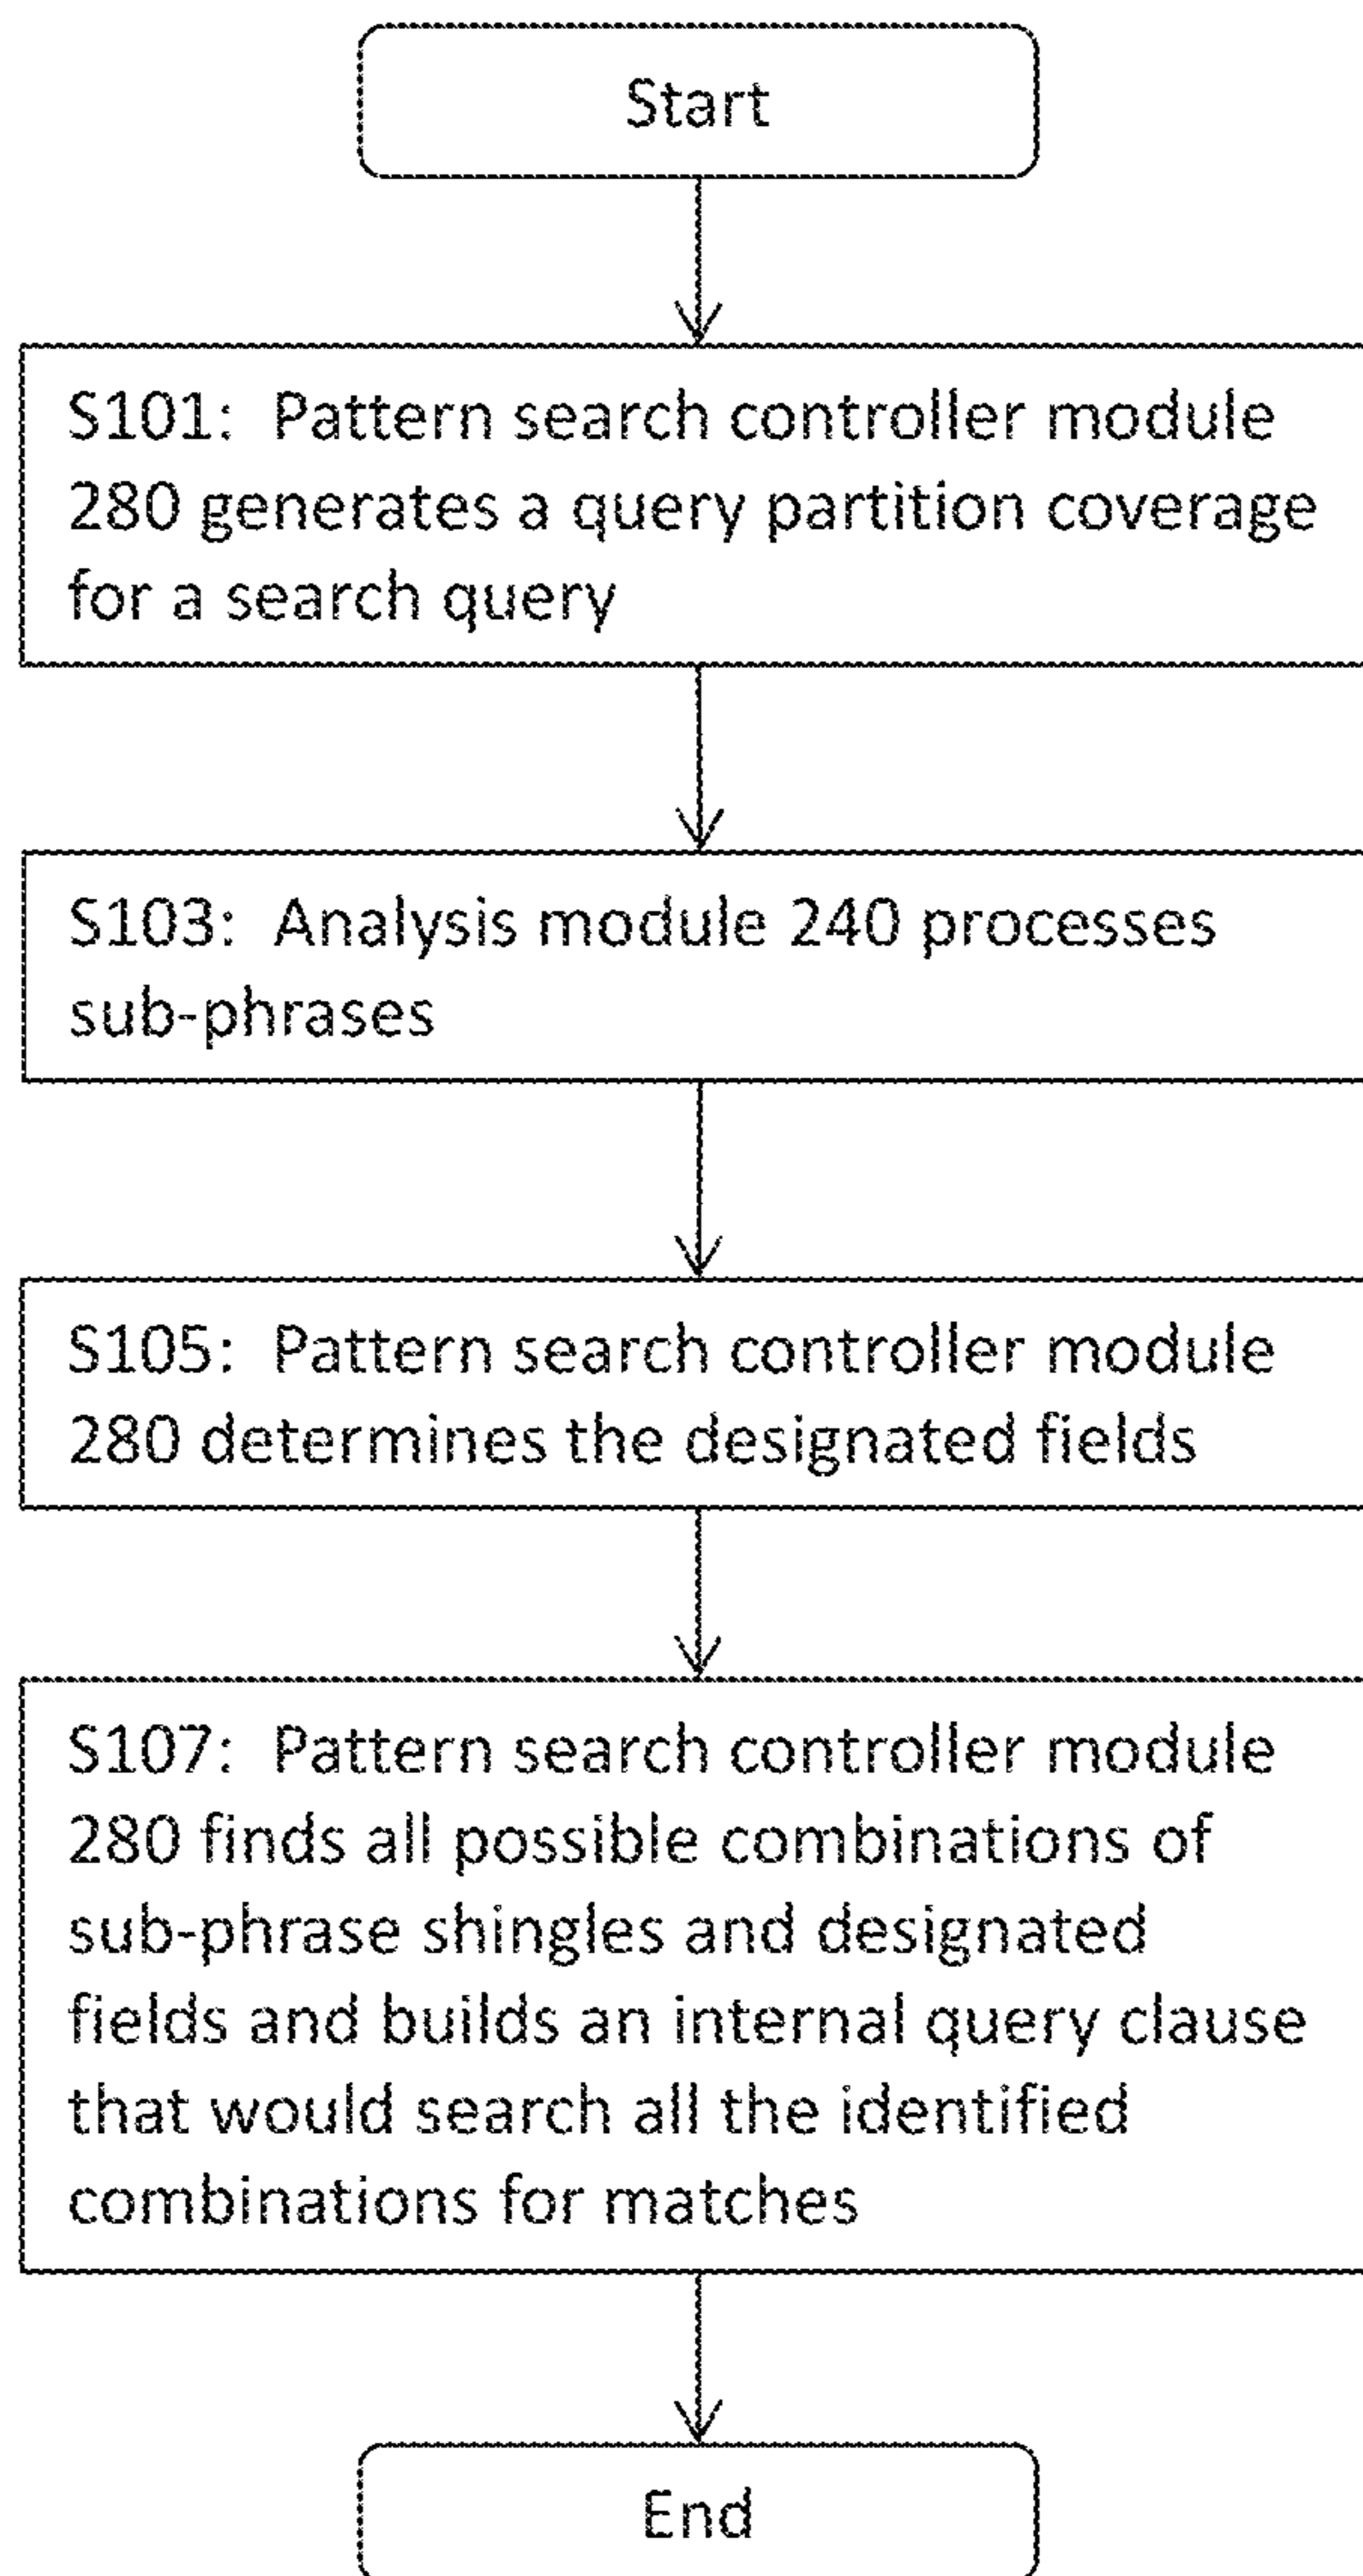 Start
S101: Pattern search controller module
280 generates a query partition coverage
for a search query
S103: Analysis module 240 processes
sub-phrases
S105: Pattern search controller module
280 determines the designated fields
S107: Pattern search controller module
280 finds all possible combinations of
sub-phrase shingles and designated
fields and builds an internal query clause
that would search all the identified
combinations for matches
End